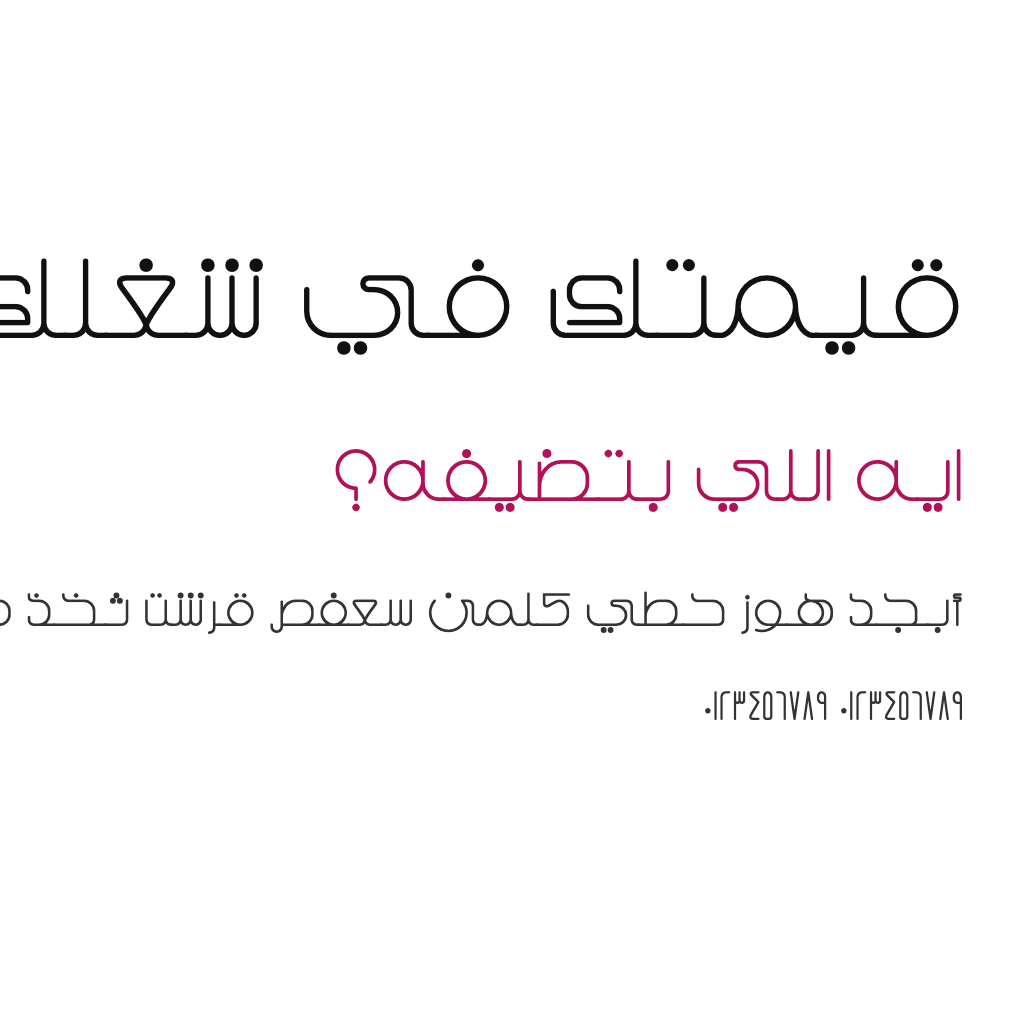 قيمتك في شغلك
ايه اللي بتضيفه؟
أبجد هوز حطي كلمن سعفص قرشت ثخذ
٠١٢٣٤٥٦٧٨٩ ٠١٢٣٤٥٦٧٨٩